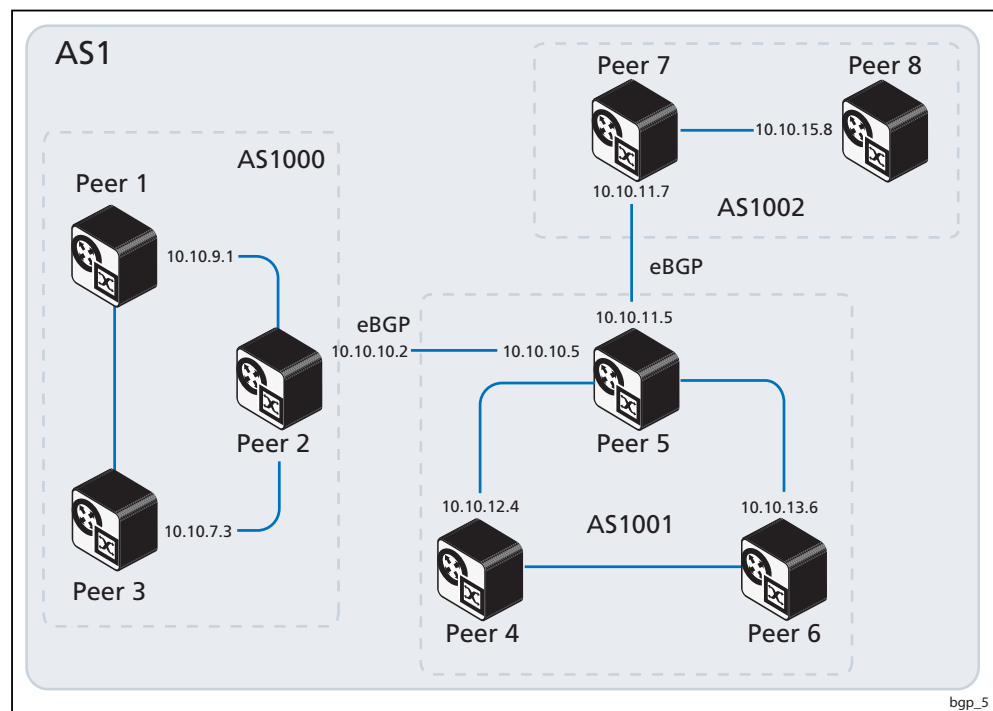 AS1
AS1000
Peer 1
10.10.9.1
Peer 2
10.10.7.3
Peer 3
eBGP
10.10.10.2
Peer 7
Peer 8
10.10.15.8
10.10.11.7
AS1002
eBGP
10.10.11.5
10.10.10.5
Peer 5
10.10.12.4
10.10.13.6
AS1001
Peer 4
Peer 6
bgp_5